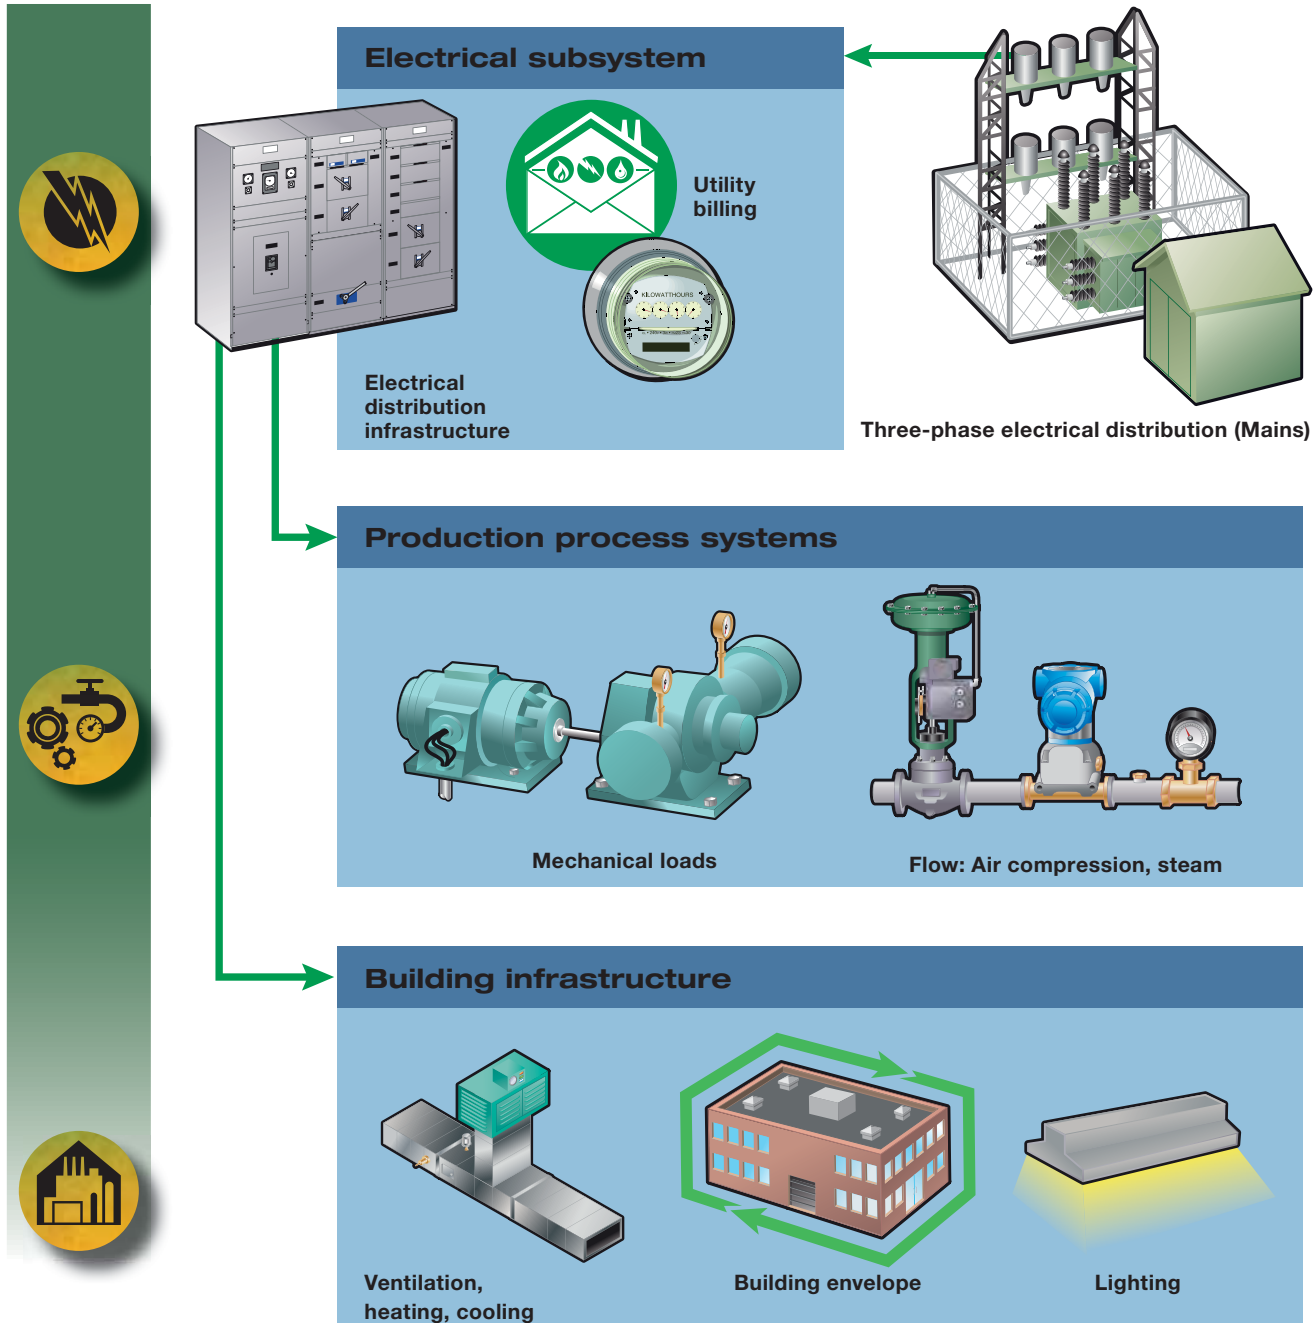 Electrical subsystem
Utility
billing
KILOWATTHOURS
Electrical
distribution
infrastructure
Three-phase electrical distribution (Mains)
Production process systems
Mechanical loads
Flow: Air compression, steam
Building infrastructure
Ventilation,
heating, cooling
Building envelope
Lighting